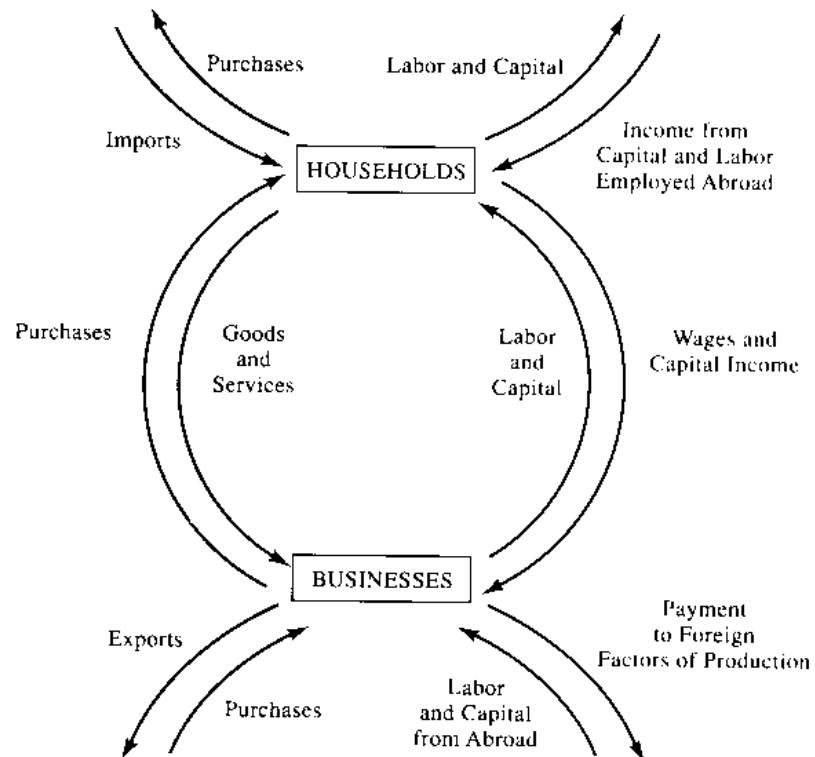 Purchases
Labor and Capital
Imports
Income from
Capital and Labor
Employed Abroad
HOUSEHOLDS
Purchases
Goods
and
Services
Labor
and
Capital
Wages and
Capital Income
BUSINESSES
Exports
Purchases
Labor
and Capital
from Abroad
Payment
to Foreign
Factors of Production